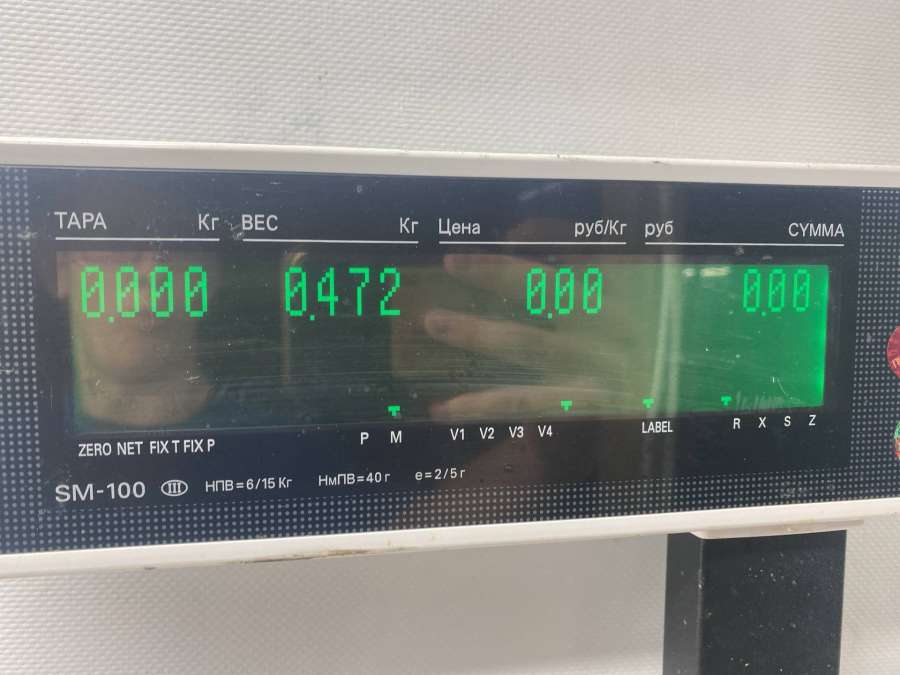 ТАРА Кг ВЕС Кг Цена руб/Кг руб СУММА
0.000 0.472 0.00 0.00
ZERO NET FIX T FIX P P M V1 V2 V3 V4 LABEL R X S Z
SM-100 III НПВ=6/15 Кг НмПВ=40 г e=2/5 г